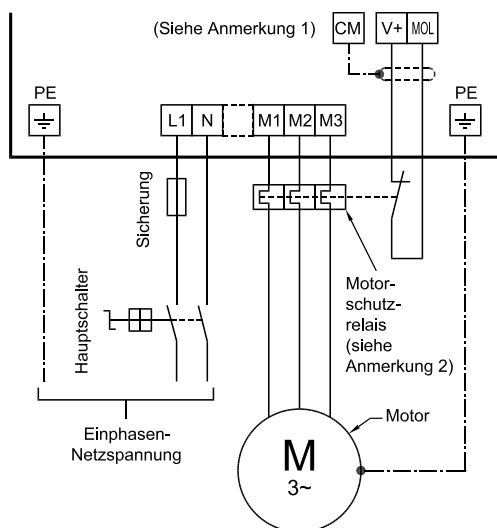 (Siehe Anmerkung 1)
CM
V+
MOL
PE
L1
N
M1
M2
M3
PE
Sicherung
Hauptschalter
Motor-
schutz-
relais
(siehe
Anmerkung 2)
Einphasen-
Netzspannung
Motor
M
3~